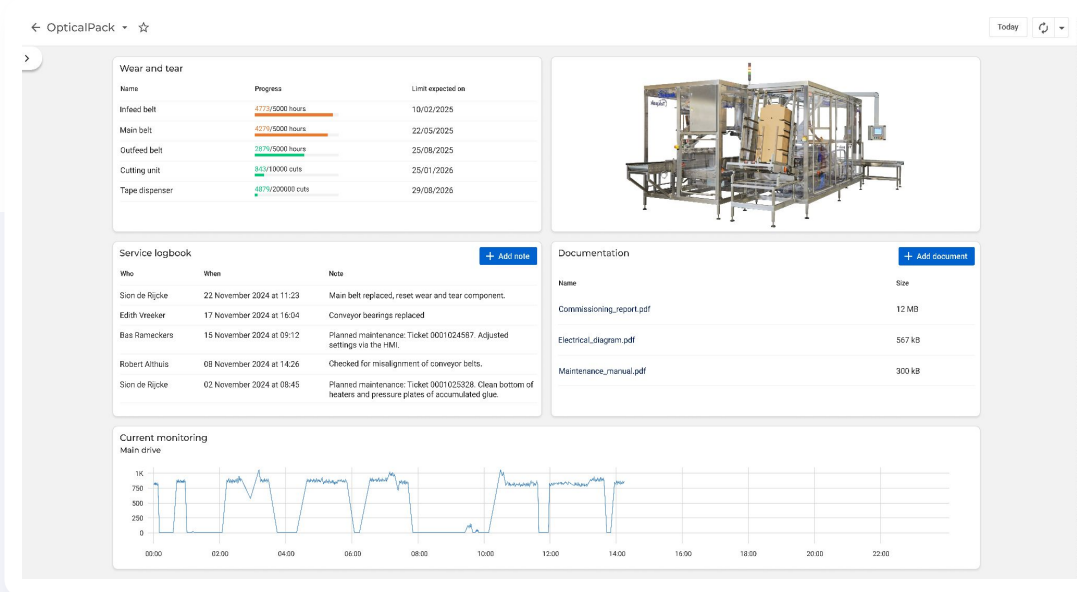 OpticalPack
Today
Wear and tear
Name Progress Limit expected on
Infeed belt 4773/5000 hours 10/02/2025
Main belt 4279/5000 hours 22/05/2025
Outfeed belt 2879/5000 hours 25/08/2025
Cutting unit 843/10000 cuts 25/01/2026
Tape dispenser 4879/200000 cuts 29/08/2026
Service logbook
+ Add note
Who When Note
Sion de Rijcke 22 November 2024 at 11:23 Main belt replaced, reset wear and tear component.
Edith Vreeker 17 November 2024 at 16:04 Conveyor bearings replaced
Bas Rameckers 15 November 2024 at 09:12 Planned maintenance: Ticket 0001024587. Adjusted
settings via the HMI.
Robert Althuis 08 November 2024 at 14:26 Checked for misalignment of conveyor belts.
Sion de Rijcke 02 November 2024 at 08:45 Planned maintenance: Ticket 0001025328. Clean bottom of
heaters and pressure plates of accumulated glue.
Documentation
+ Add document
Name Size
Commissioning_report.pdf 12 MB
Electrical_diagram.pdf 567 kB
Maintenance_manual.pdf 300 kB
Current monitoring
Main drive
1K
750
500
250
0
00:00 02:00 04:00 06:00 08:00 10:00 12:00 14:00 16:00 18:00 20:00 22:00